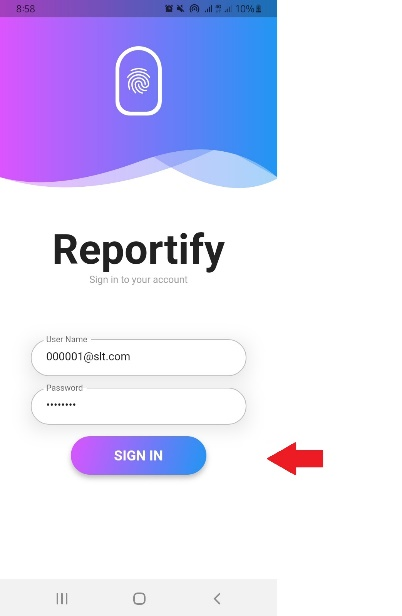 8:58
10%
Reportify
Sign in to your account
User Name
000001@slt.com
Password
••••••••
SIGN IN